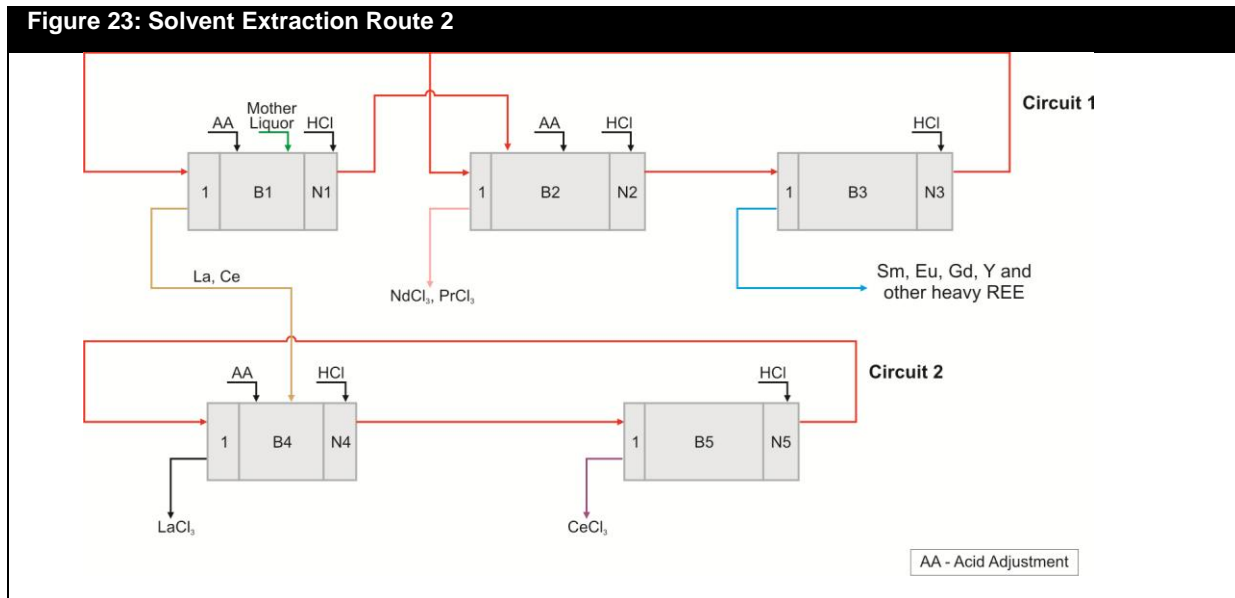 Figure 23: Solvent Extraction Route 2
Circuit 1
Mother
Liquor
AA
HCl
AA
HCl
HCl
1
B1
N1
1
B2
N2
1
B3
N3
La, Ce
NdCl₃, PrCl₃
Sm, Eu, Gd, Y and
other heavy REE
Circuit 2
AA
HCl
HCl
1
B4
N4
1
B5
N5
LaCl₃
CeCl₃
AA - Acid Adjustment